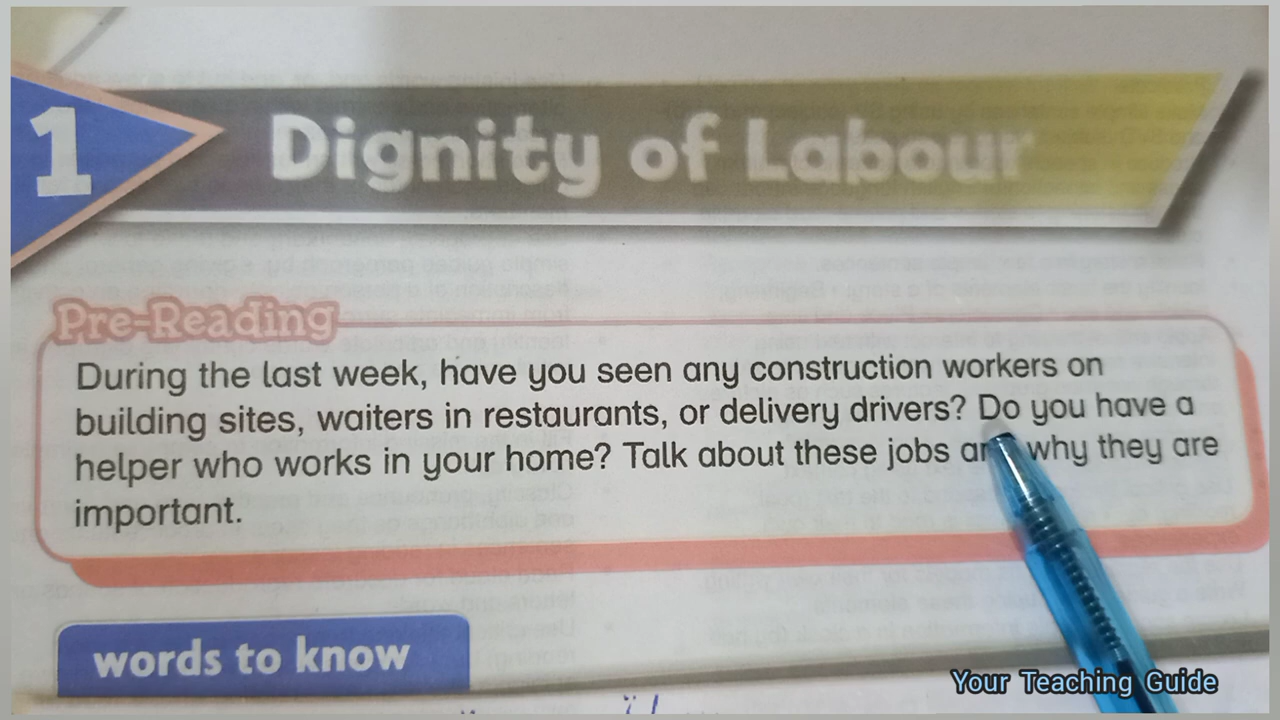 1
Dignity of Labour
Pre-Reading
During the last week, have you seen any construction workers on
building sites, waiters in restaurants, or delivery drivers? Do you have a
helper who works in your home? Talk about these jobs why they are
important.
words to know
Your Teaching Guide